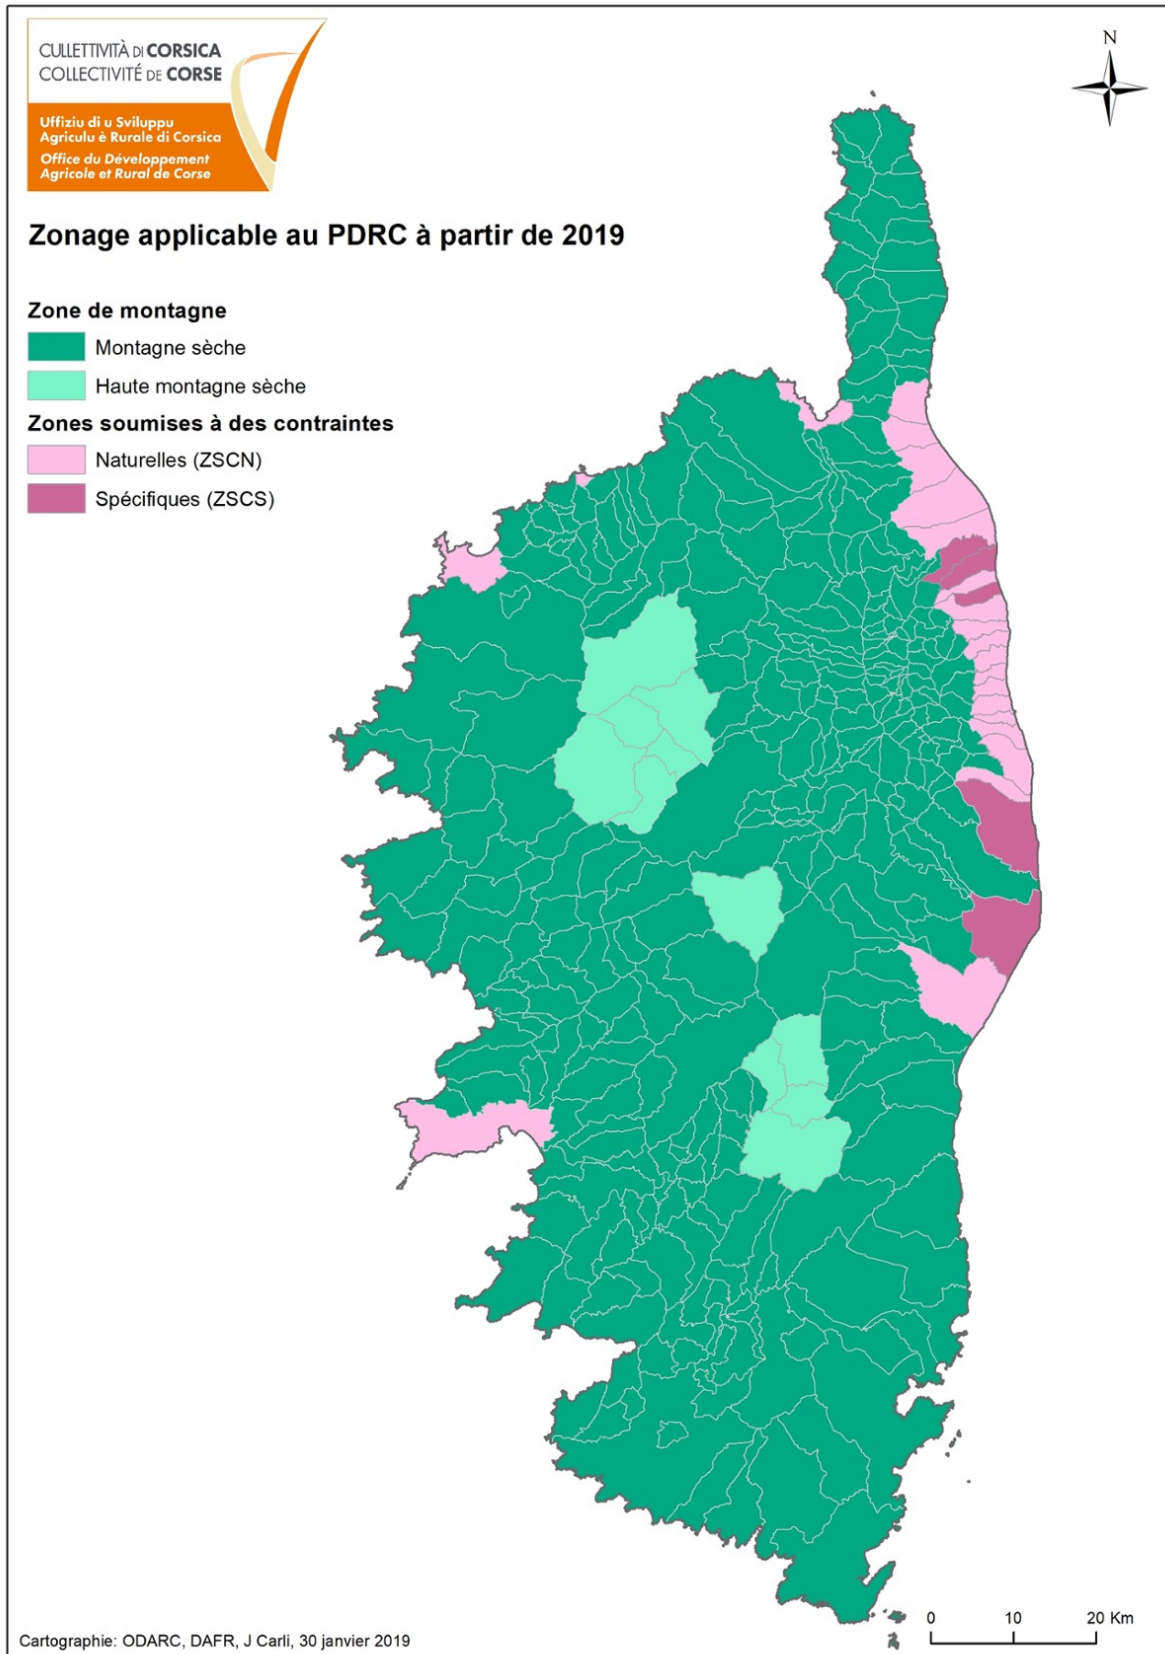 CULLETTIVITÀ DI CORSICA
COLLECTIVITÉ DE CORSE
Uffiziu di u Sviluppu
Agriculu è Rurale di Corsica
Office du Développement
Agricole et Rural de Corse
N
Zonage applicable au PDRC à partir de 2019
Zone de montagne
Montagne sèche
Haute montagne sèche
Zones soumises à des contraintes
Naturelles (ZSCN)
Spécifiques (ZSCS)
0 10 20 Km
Cartographie: ODARC, DAFR, J Carli, 30 janvier 2019